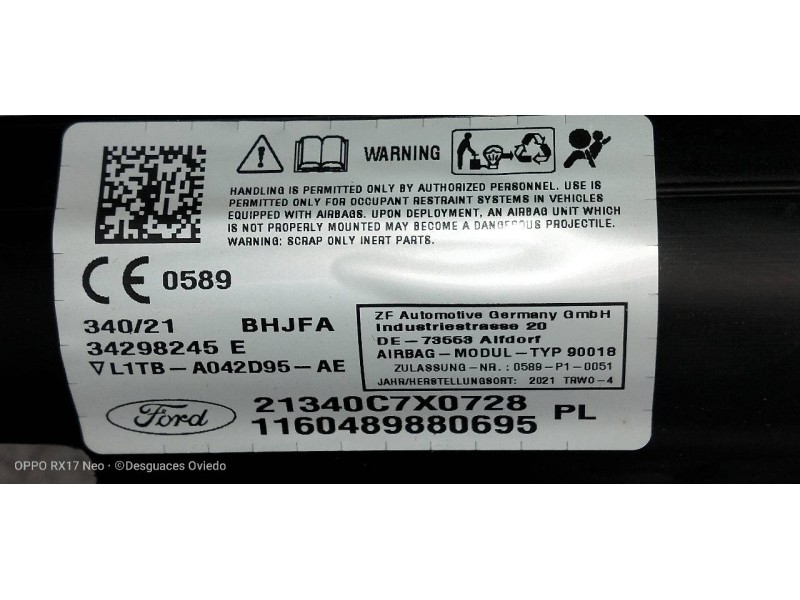 WARNING
HANDLING IS PERMITTED ONLY BY AUTHORIZED PERSONNEL. USE IS
PERMITTED ONLY FOR OCCUPANT RESTRAINT SYSTEMS IN VEHICLES
EQUIPPED WITH AIRBAGS. UPON DEPLOYMENT, AN AIRBAG UNIT WHICH
IS NOT PROPERLY MOUNTED MAY BECOME A DANGEROUS PROJECTILE.
WARNING: SCRAP ONLY INERT PARTS.
CE 0589
340/21 BHJFA
34298245 E
▽L1TB-A042D95-AE
ZF Automotive Germany GmbH
Industriestrasse 20
DE-73553 Alfdorf
AIRBAG-MODUL-TYP 90018
ZULASSUNG-NR.: 0589-P1-0051
JAHR/HERSTELLUNGSORT: 2021 TRWO-4
Ford
21340C7X0728 PL
1160489880695
OPPO RX17 Neo · ©Desguaces Oviedo